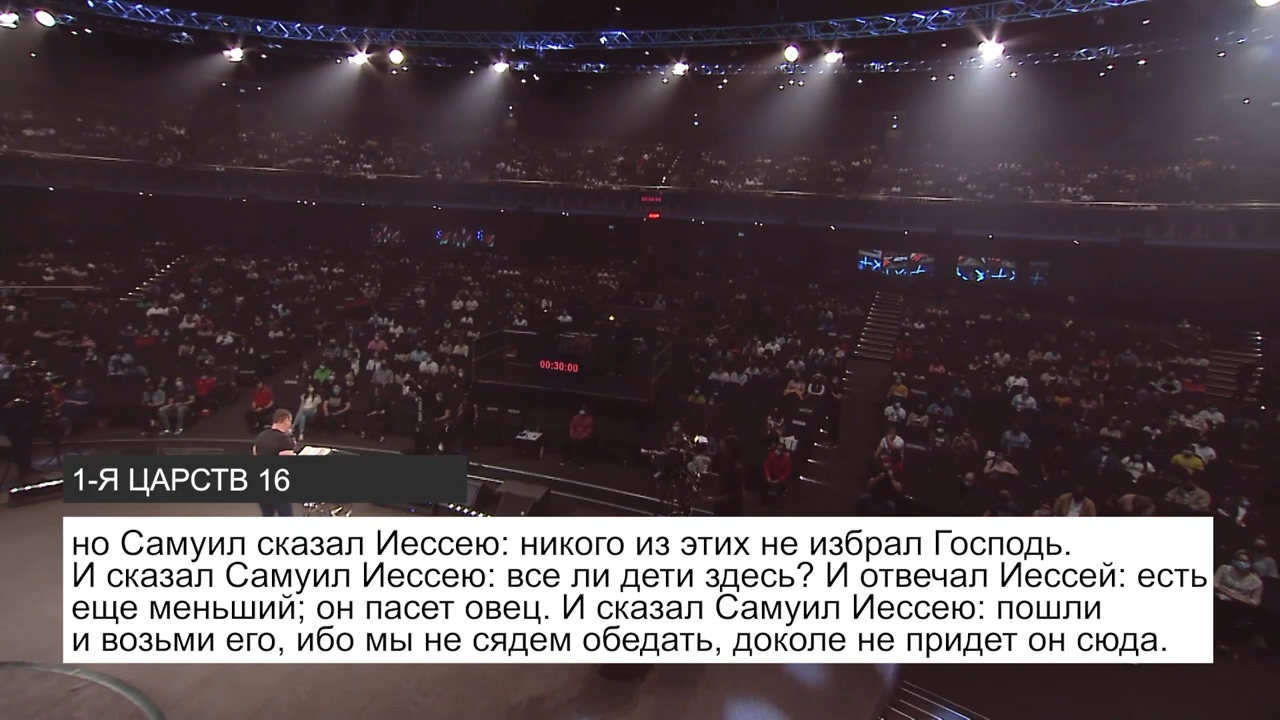 00:30:00
1-Я ЦАРСТВ 16
но Самуил сказал Иессею: никого из этих не избрал Господь.
И сказал Самуил Иессею: все ли дети здесь? И отвечал Иессей: есть
еще меньший; он пасет овец. И сказал Самуил Иессею: пошли
и возьми его, ибо мы не сядем обедать, доколе не придет он сюда.